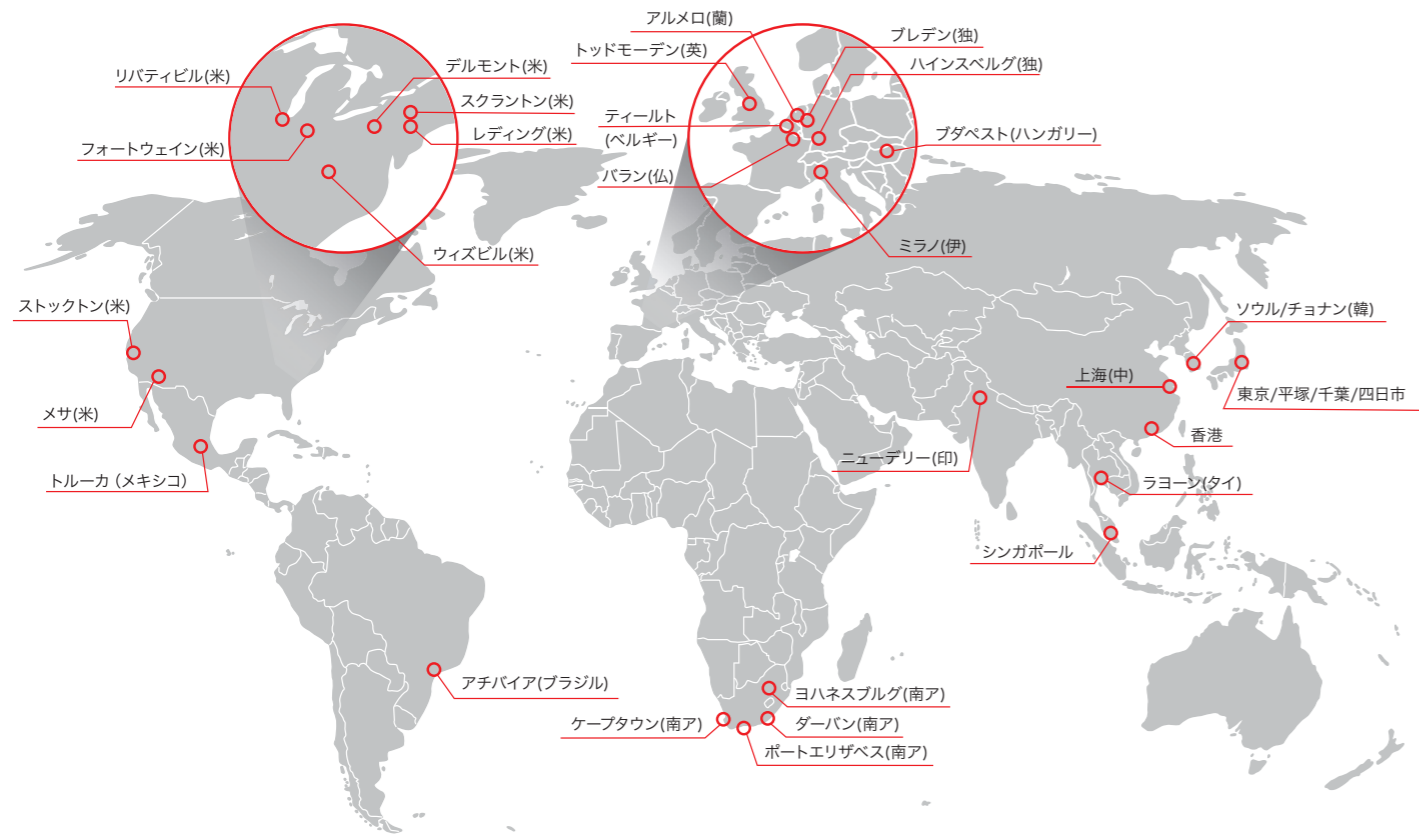 アルメロ(蘭)
ブレデン(独)
トッドモーデン(英)
ハインスベルグ(独)
デルモント(米)
リバティビル(米)
スクラントン(米)
ティールト
(ベルギー)
レディング(米)
ブダペスト(ハンガリー)
フォートウェイン(米)
バラン(仏)
ミラノ(伊)
ウィズビル(米)
ストックトン(米)
ソウル/チョナン(韓)
上海(中)
東京/平塚/千葉/四日市
メサ(米)
香港
ニューデリー(印)
トルーカ (メキシコ)
ラヨーン(タイ)
シンガポール
アチバイア(ブラジル)
ヨハネスブルグ(南ア)
ケープタウン(南ア)
ダーバン(南ア)
ポートエリザベス(南ア)